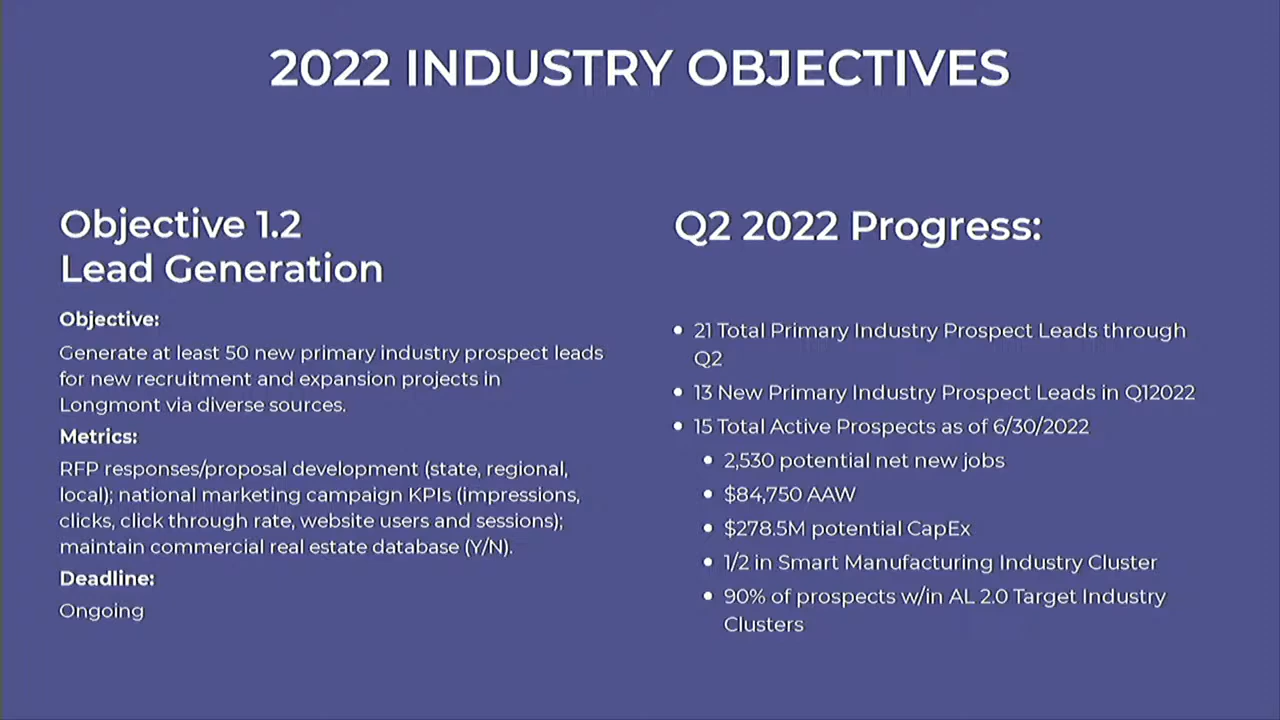 2022 INDUSTRY OBJECTIVES
Objective 1.2
Lead Generation
Objective:
Generate at least 50 new primary industry prospect leads
for new recruitment and expansion projects in
Longmont via diverse sources.
Metrics:
RFP responses/proposal development (state, regional,
local); national marketing campaign KPIs (impressions,
clicks, click through rate, website users and sessions);
maintain commercial real estate database (Y/N).
Deadline:
Ongoing
Q2 2022 Progress:
• 21 Total Primary Industry Prospect Leads through
Q2
• 13 New Primary Industry Prospect Leads in Q12022
• 15 Total Active Prospects as of 6/30/2022
• 2,530 potential net new jobs
• $84,750 AAW
• $278.5M potential CapEx
• 1/2 in Smart Manufacturing Industry Cluster
• 90% of prospects w/in AL 2.0 Target Industry
Clusters